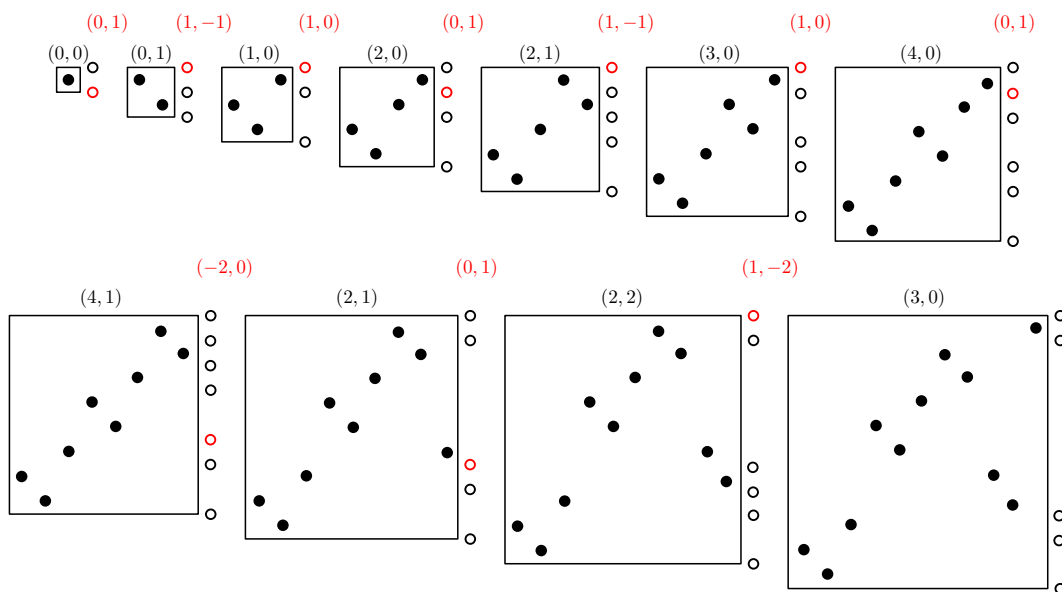 (0, 1) (1, −1) (1, 0) (0, 1) (1, −1) (1, 0) (0, 1)
(0, 0) (0, 1) (1, 0) (2, 0) (2, 1) (3, 0) (4, 0)
(−2, 0) (0, 1) (1, −2)
(4, 1) (2, 1) (2, 2) (3, 0)